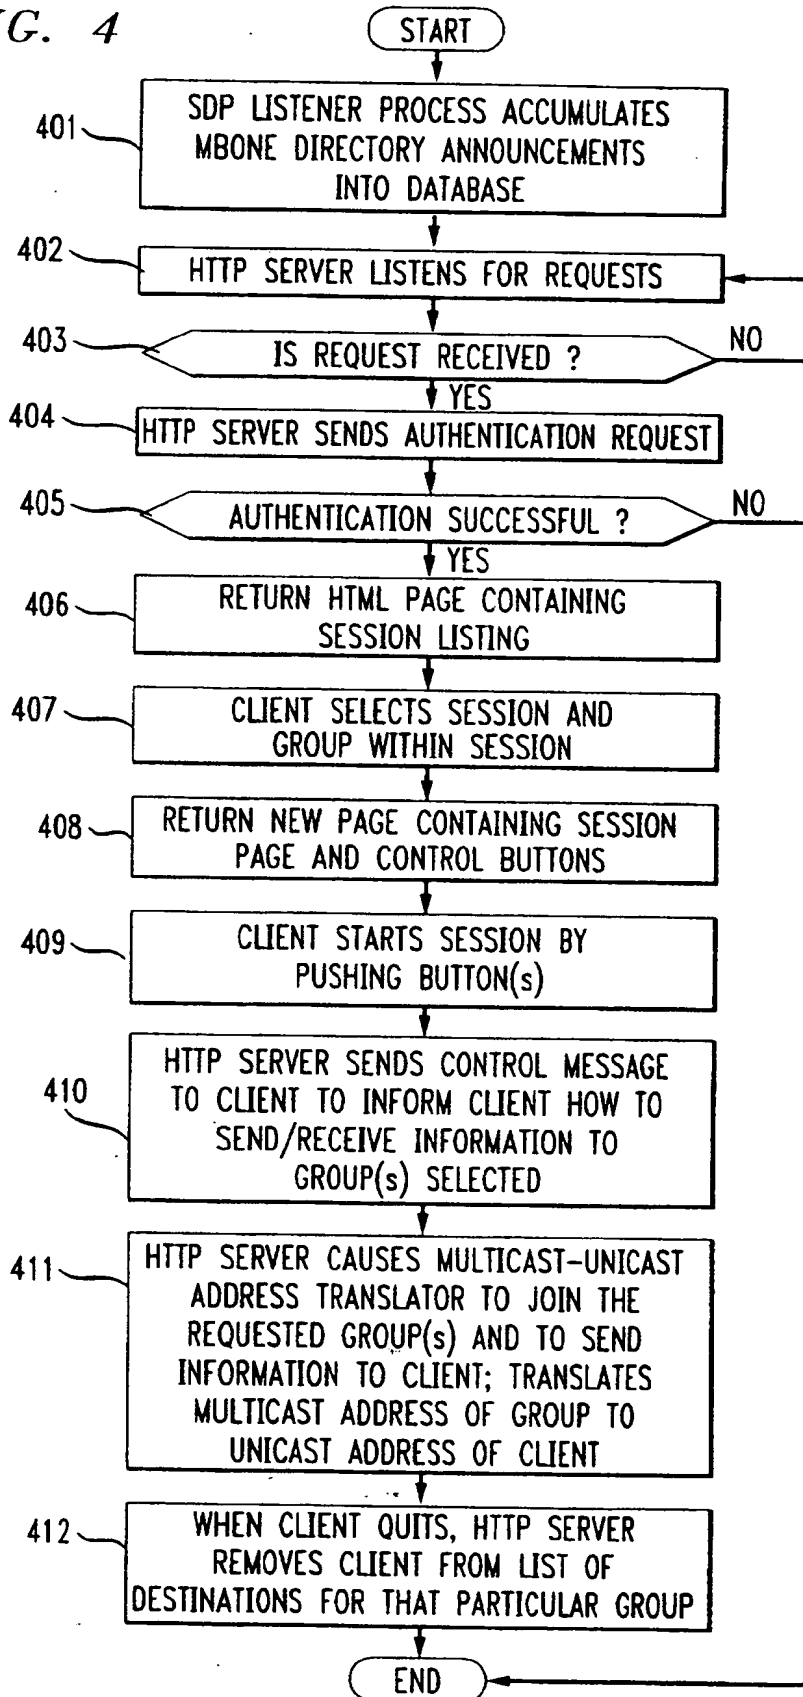 G. 4
START
401
SDP LISTENER PROCESS ACCUMULATES
MBONE DIRECTORY ANNOUNCEMENTS
INTO DATABASE
402
HTTP SERVER LISTENS FOR REQUESTS
403
IS REQUEST RECEIVED ?
NO
YES
404
HTTP SERVER SENDS AUTHENTICATION REQUEST
405
AUTHENTICATION SUCCESSFUL ?
NO
YES
406
RETURN HTML PAGE CONTAINING
SESSION LISTING
407
CLIENT SELECTS SESSION AND
GROUP WITHIN SESSION
408
RETURN NEW PAGE CONTAINING SESSION
PAGE AND CONTROL BUTTONS
409
CLIENT STARTS SESSION BY
PUSHING BUTTON(s)
410
HTTP SERVER SENDS CONTROL MESSAGE
TO CLIENT TO INFORM CLIENT HOW TO
SEND/RECEIVE INFORMATION TO
GROUP(s) SELECTED
411
HTTP SERVER CAUSES MULTICAST-UNICAST
ADDRESS TRANSLATOR TO JOIN THE
REQUESTED GROUP(s) AND TO SEND
INFORMATION TO CLIENT; TRANSLATES
MULTICAST ADDRESS OF GROUP TO
UNICAST ADDRESS OF CLIENT
412
WHEN CLIENT QUITS, HTTP SERVER
REMOVES CLIENT FROM LIST OF
DESTINATIONS FOR THAT PARTICULAR GROUP
END